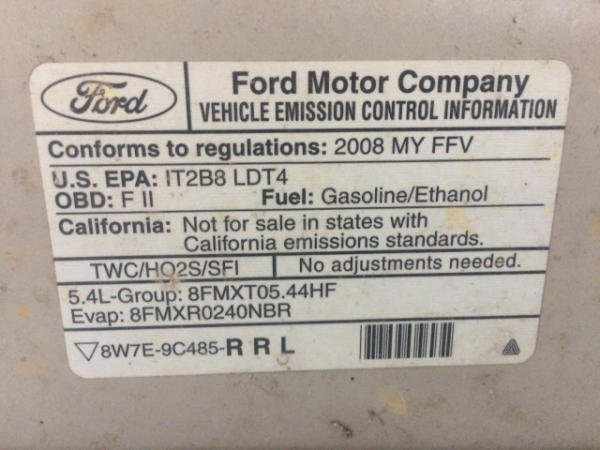 Ford
Ford Motor Company
VEHICLE EMISSION CONTROL INFORMATION
Conforms to regulations: 2008 MY FFV
U.S. EPA: IT2B8 LDT4
OBD: F II Fuel: Gasoline/Ethanol
California: Not for sale in states with
California emissions standards.
TWC/HO2S/SFI No adjustments needed.
5.4L-Group: 8FMXT05.44HF
Evap: 8FMXR0240NBR
▽8W7E-9C485-R R L